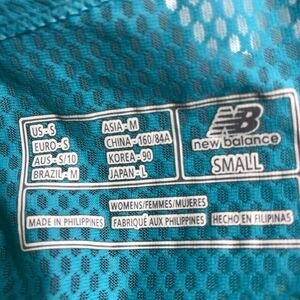 US-S
EURO-S
AUS-S/10
BRAZIL-M
ASIA-M
CHINA-160/84A
KOREA-90
JAPAN-L
NB
new balance
SMALL
WOMENS/FEMMES/MUJERES
MADE IN PHILIPPINES
FABRIQUÉ AUX PHILIPPINES
HECHO EN FILIPINAS